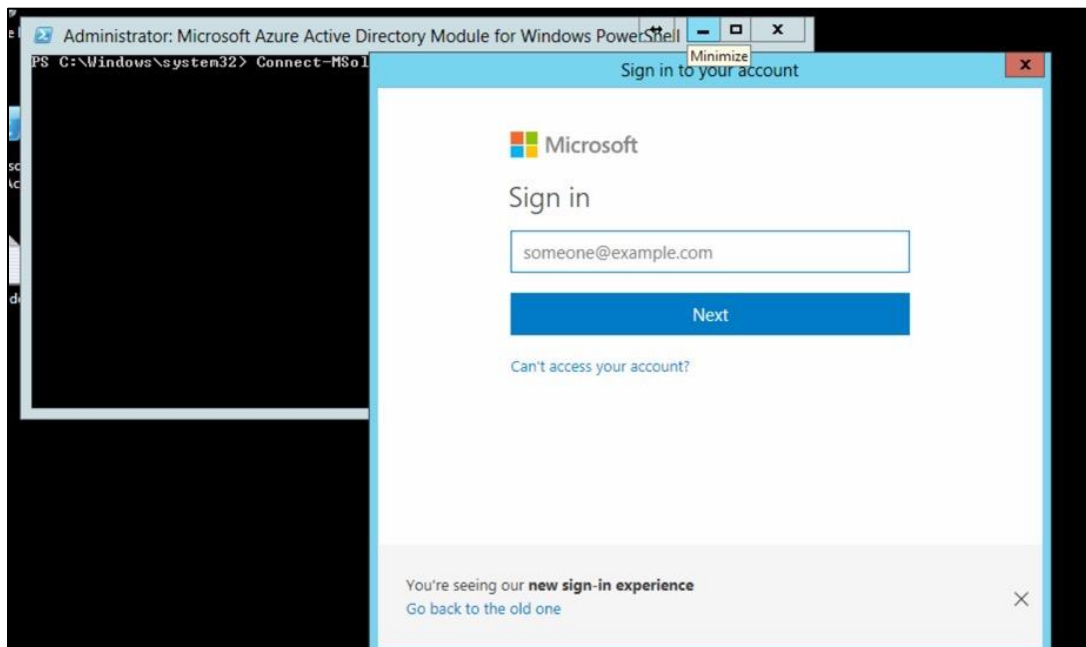 Administrator: Microsoft Azure Active Directory Module for Windows PowerShell
Minimize
PS C:\Windows\system32> Connect-MSol
Sign in to your account
Microsoft
Sign in
someone@example.com
Next
Can't access your account?
You're seeing our new sign-in experience
Go back to the old one